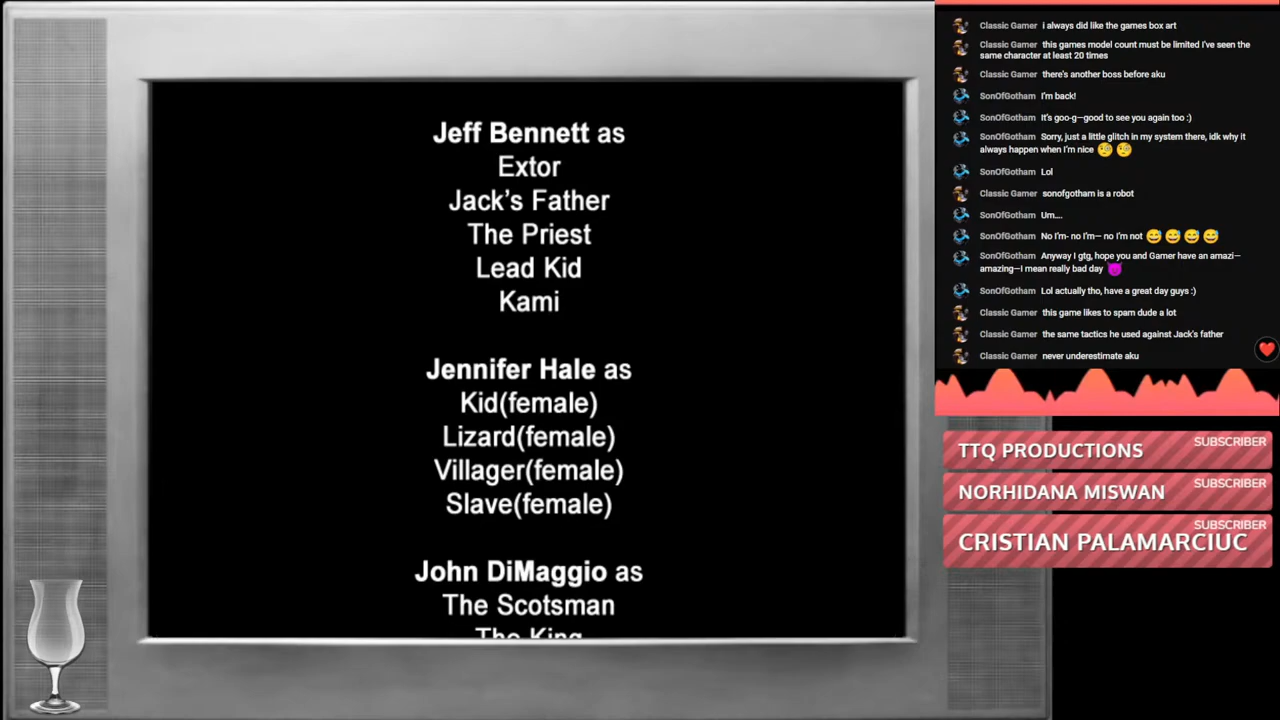 Jeff Bennett as
Extor
Jack's Father
The Priest
Lead Kid
Kami
Jennifer Hale as
Kid(female)
Lizard(female)
Villager(female)
Slave(female)
John DiMaggio as
The Scotsman
The King
Classic Gamer i always did like the games box art
Classic Gamer this games model count must be limited I've seen the
same character at least 20 times
Classic Gamer there's another boss before aku
SonOfGotham I'm back!
SonOfGotham It's goo-g—good to see you again too :)
SonOfGotham Sorry, just a little glitch in my system there, idk why it
always happen when I'm nice 🧐 🧐
SonOfGotham Lol
Classic Gamer sonofgotham is a robot
SonOfGotham Um....
SonOfGotham No I'm- no I'm— no I'm not 😅 😅 😅 😅
SonOfGotham Anyway I gtg, hope you and Gamer have an amazi—
amazing—I mean really bad day 😈
SonOfGotham Lol actually tho, have a great day guys :)
Classic Gamer this game likes to spam dude a lot
Classic Gamer the same tactics he used against Jack's father
Classic Gamer never underestimate aku
SUBSCRIBER
TTQ PRODUCTIONS
SUBSCRIBER
NORHIDANA MISWAN
SUBSCRIBER
CRISTIAN PALAMARCIUC